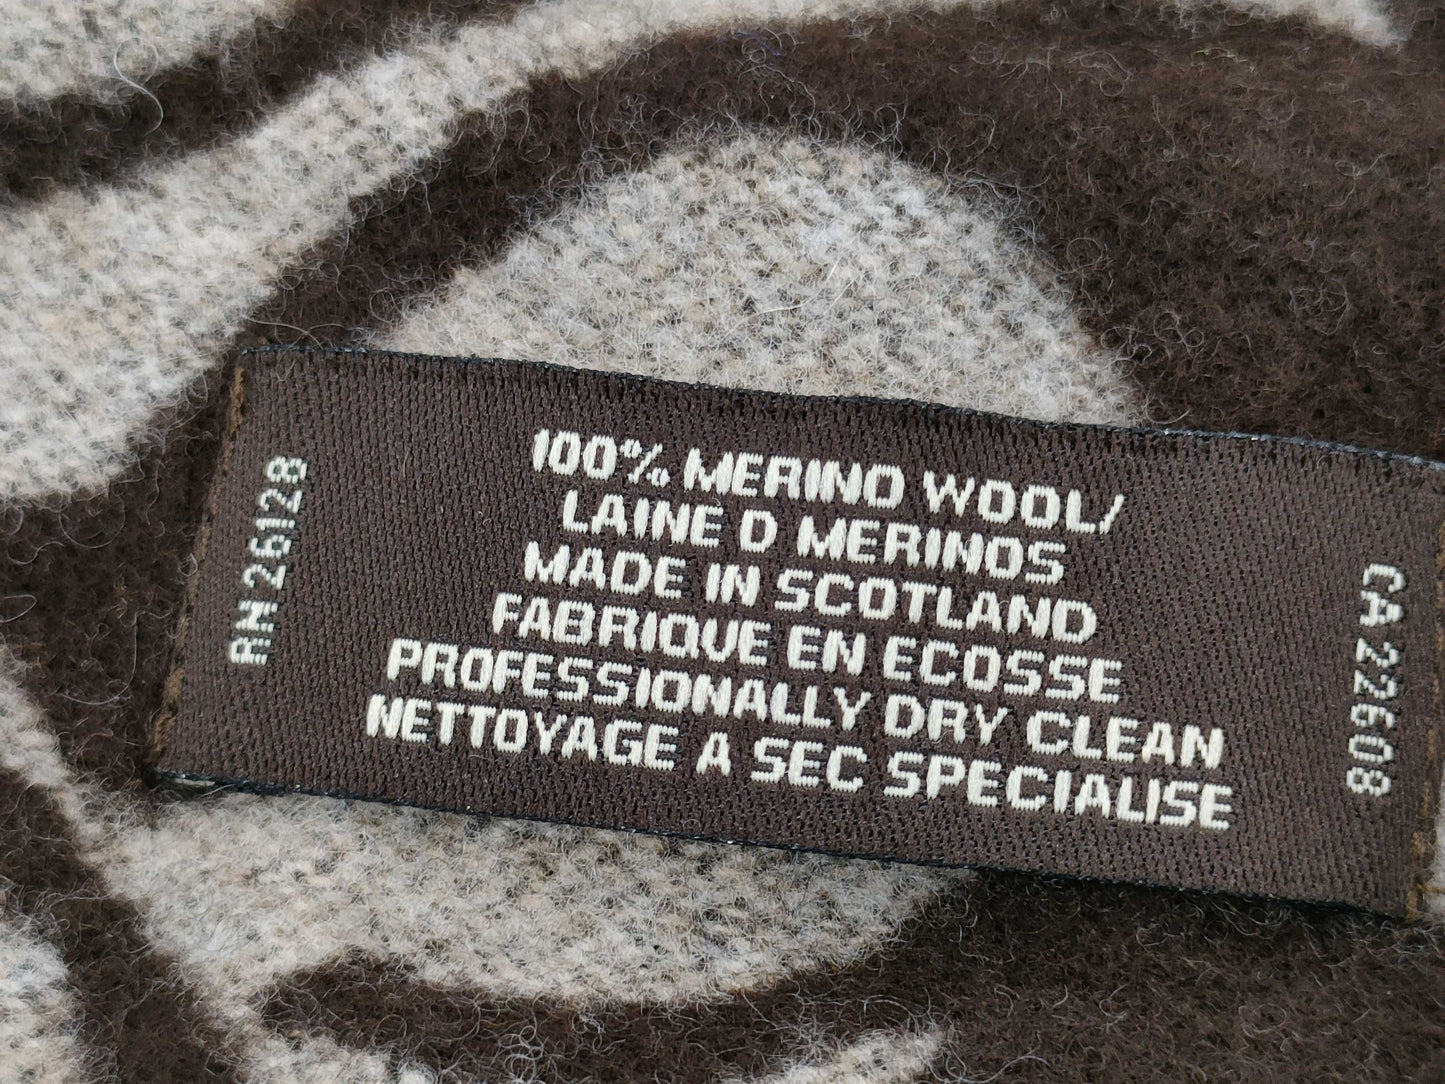 RN 26128
100% MERINO WOOL/
LAINE D MERINOS
MADE IN SCOTLAND
FABRIQUE EN ECOSSE
PROFESSIONALLY DRY CLEAN
NETTOYAGE A SEC SPECIALISE
CA 22608